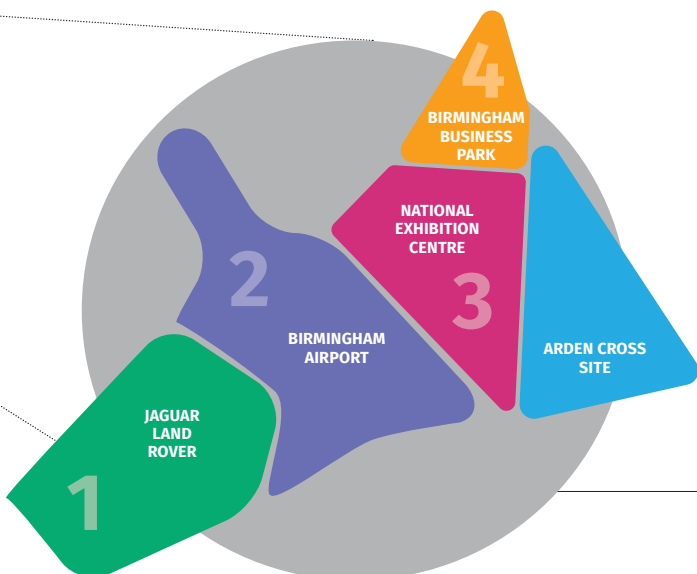 4
BIRMINGHAM
BUSINESS
PARK
NATIONAL
EXHIBITION
CENTRE
3
2
BIRMINGHAM
AIRPORT
ARDEN CROSS
SITE
JAGUAR
LAND
ROVER
1